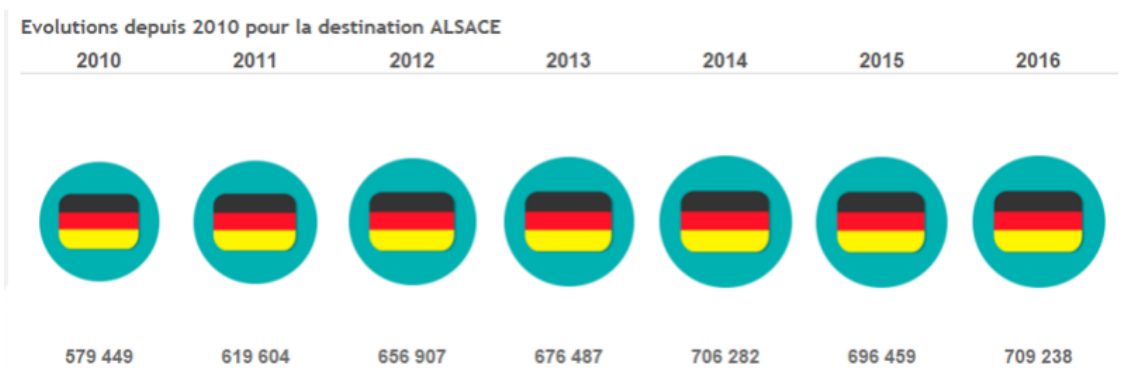 Evolutions depuis 2010 pour la destination ALSACE
2010 2011 2012 2013 2014 2015 2016
579 449 619 604 656 907 676 487 706 282 696 459 709 238